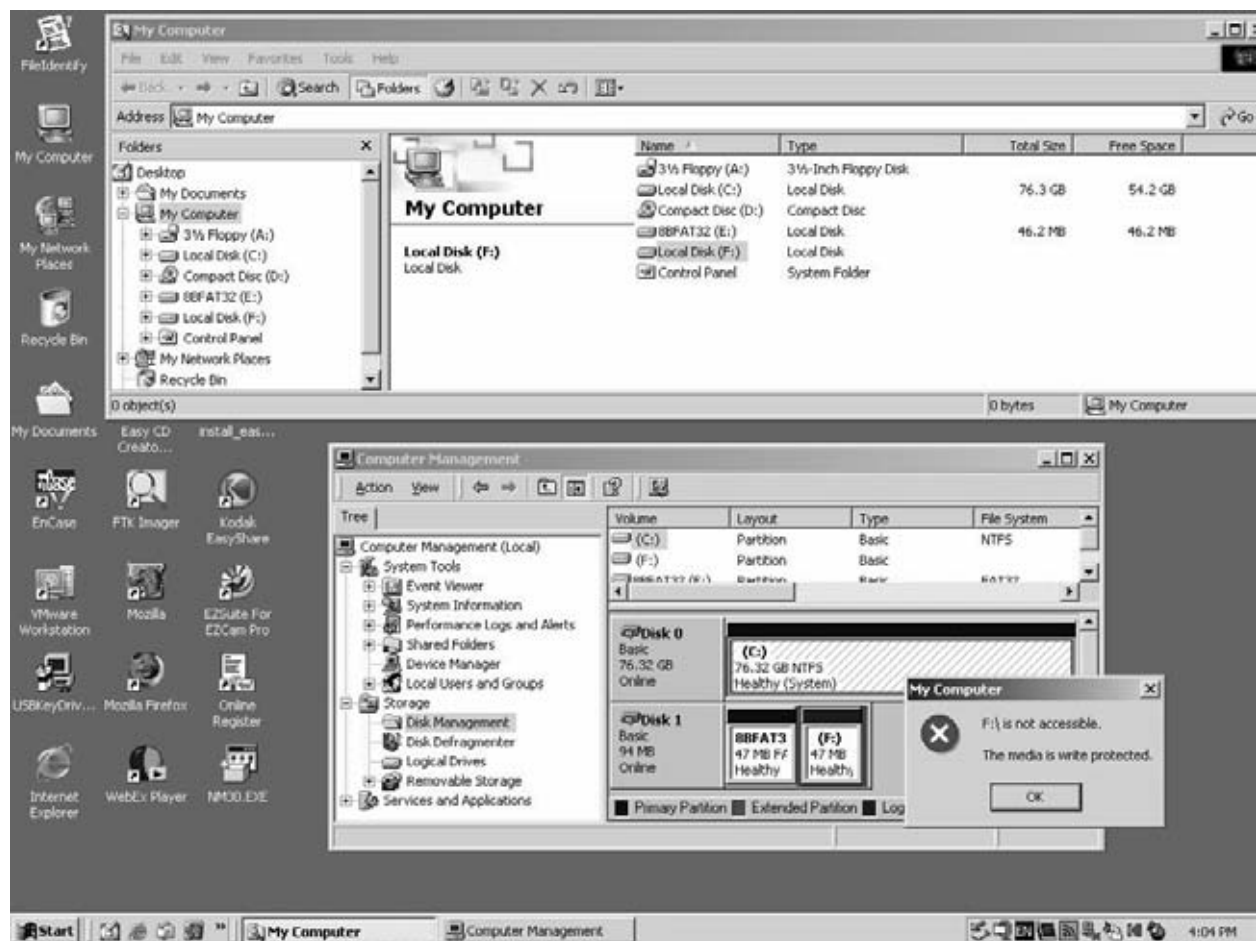 FileIdentify
My Computer
My Network
Places
Recycle Bin
My Documents
Easy CD
Creato...
install_eas...
EnCase
FTK Imager
Kodak
EasyShare
VMware
Workstation
Mozilla
EZSuite For
EZCam Pro
USBKeyDriv...
Mozilla Firefox
Online
Register
Internet
Explorer
WebEx Player
NM30.EXE
My Computer
File Edit View Favorites Tools Help
Back Search Folders
Address My Computer Go
Folders
Desktop
My Documents
My Computer
3½ Floppy (A:)
Local Disk (C:)
Compact Disc (D:)
8BFAT32 (E:)
Local Disk (F:)
Control Panel
My Network Places
Recycle Bin
My Computer
Local Disk (F:)
Local Disk
Name Type Total Size Free Space
3½ Floppy (A:) 3½-Inch Floppy Disk
Local Disk (C:) Local Disk 76.3 GB 54.2 GB
Compact Disc (D:) Compact Disc
8BFAT32 (E:) Local Disk 46.2 MB 46.2 MB
Local Disk (F:) Local Disk
Control Panel System Folder
0 object(s) 0 bytes My Computer
Computer Management
Action View
Tree
Computer Management (Local)
System Tools
Event Viewer
System Information
Performance Logs and Alerts
Shared Folders
Device Manager
Local Users and Groups
Storage
Disk Management
Disk Defragmenter
Logical Drives
Removable Storage
Services and Applications
Volume Layout Type File System
(C:) Partition Basic NTFS
(F:) Partition Basic
8BFAT32 (E:) Partition Basic FAT32
Disk 0
Basic
76.32 GB
Online
(C:)
76.32 GB NTFS
Healthy (System)
Disk 1
Basic
94 MB
Online
8BFAT3
47 MB FA
Healthy
(F:)
47 MB
Healthy
Primary Partition Extended Partition Log
My Computer
F:\ is not accessible.
The media is write protected.
OK
Start My Computer Computer Management 4:04 PM